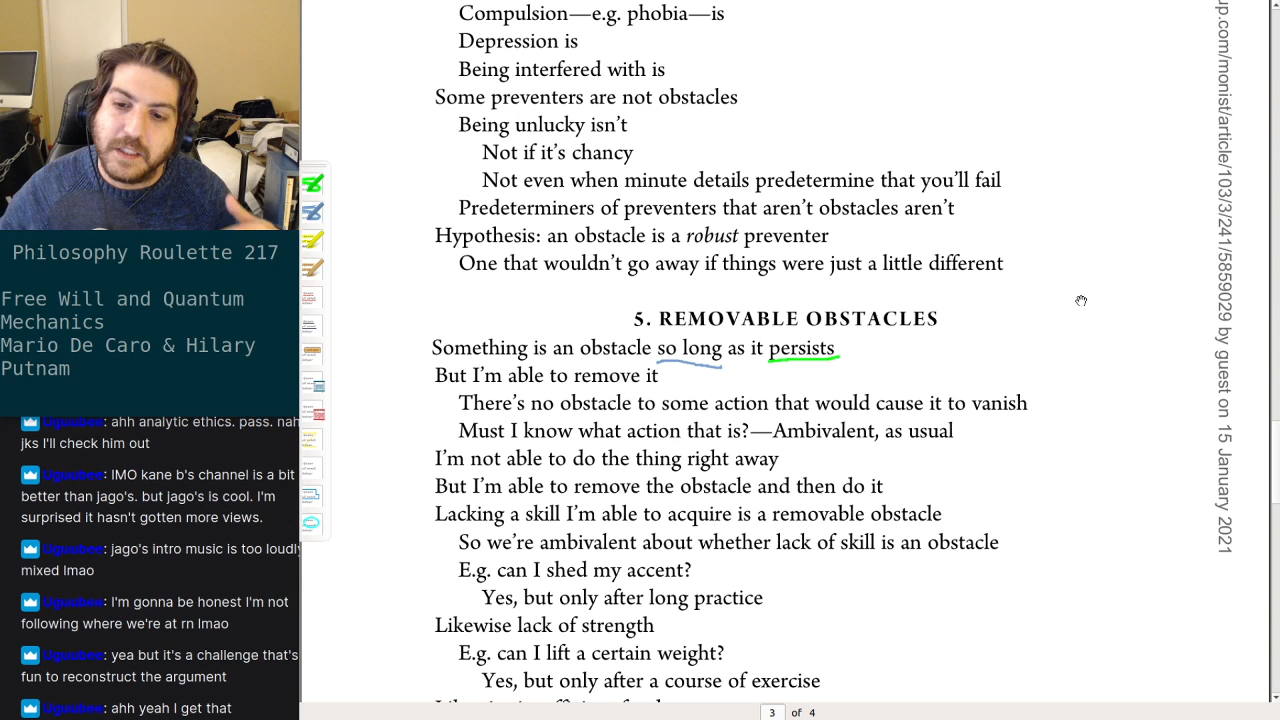 Compulsion—e.g. phobia—is
Depression is
Being interfered with is
Some preventers are not obstacles
Being unlucky isn't
Not if it's chancy
Not even when minute details predetermine that you'll fail
Predeterminers of preventers that aren't obstacles aren't
Hypothesis: an obstacle is a robust preventer
One that wouldn't go away if things were just a little different
5. REMOVABLE OBSTACLES
Something is an obstacle so long as it persists
But I'm able to remove it
There's no obstacle to some action that would cause it to vanish
Must I know what action that is?—Ambivalent, as usual
I'm not able to do the thing right away
But I'm able to remove the obstacle and then do it
Lacking a skill I'm able to acquire is a removable obstacle
So we're ambivalent about whether lack of skill is an obstacle
E.g. can I shed my accent?
Yes, but only after long practice
Likewise lack of strength
E.g. can I lift a certain weight?
Yes, but only after a course of exercise
up.com/monist/article/103/3/241/5859029 by guest on 15 January 2021
3 of 4
Philosophy Roulette 217
Free Will and Quantum
Mechanics
Mario De Caro & Hilary
Putnam
ahh analytic ethics. pass. nah
jks I'll check him out
IMO kane b's channel is a bit
better than jago's. but jago's is cool. I'm
surprised it hasn't gotten more views.
jago's intro music is too loudly
mixed lmao
I'm gonna be honest I'm not
following where we're at rn lmao
yea but it's a challenge that's
fun to reconstruct the argument
ahh yeah I get that